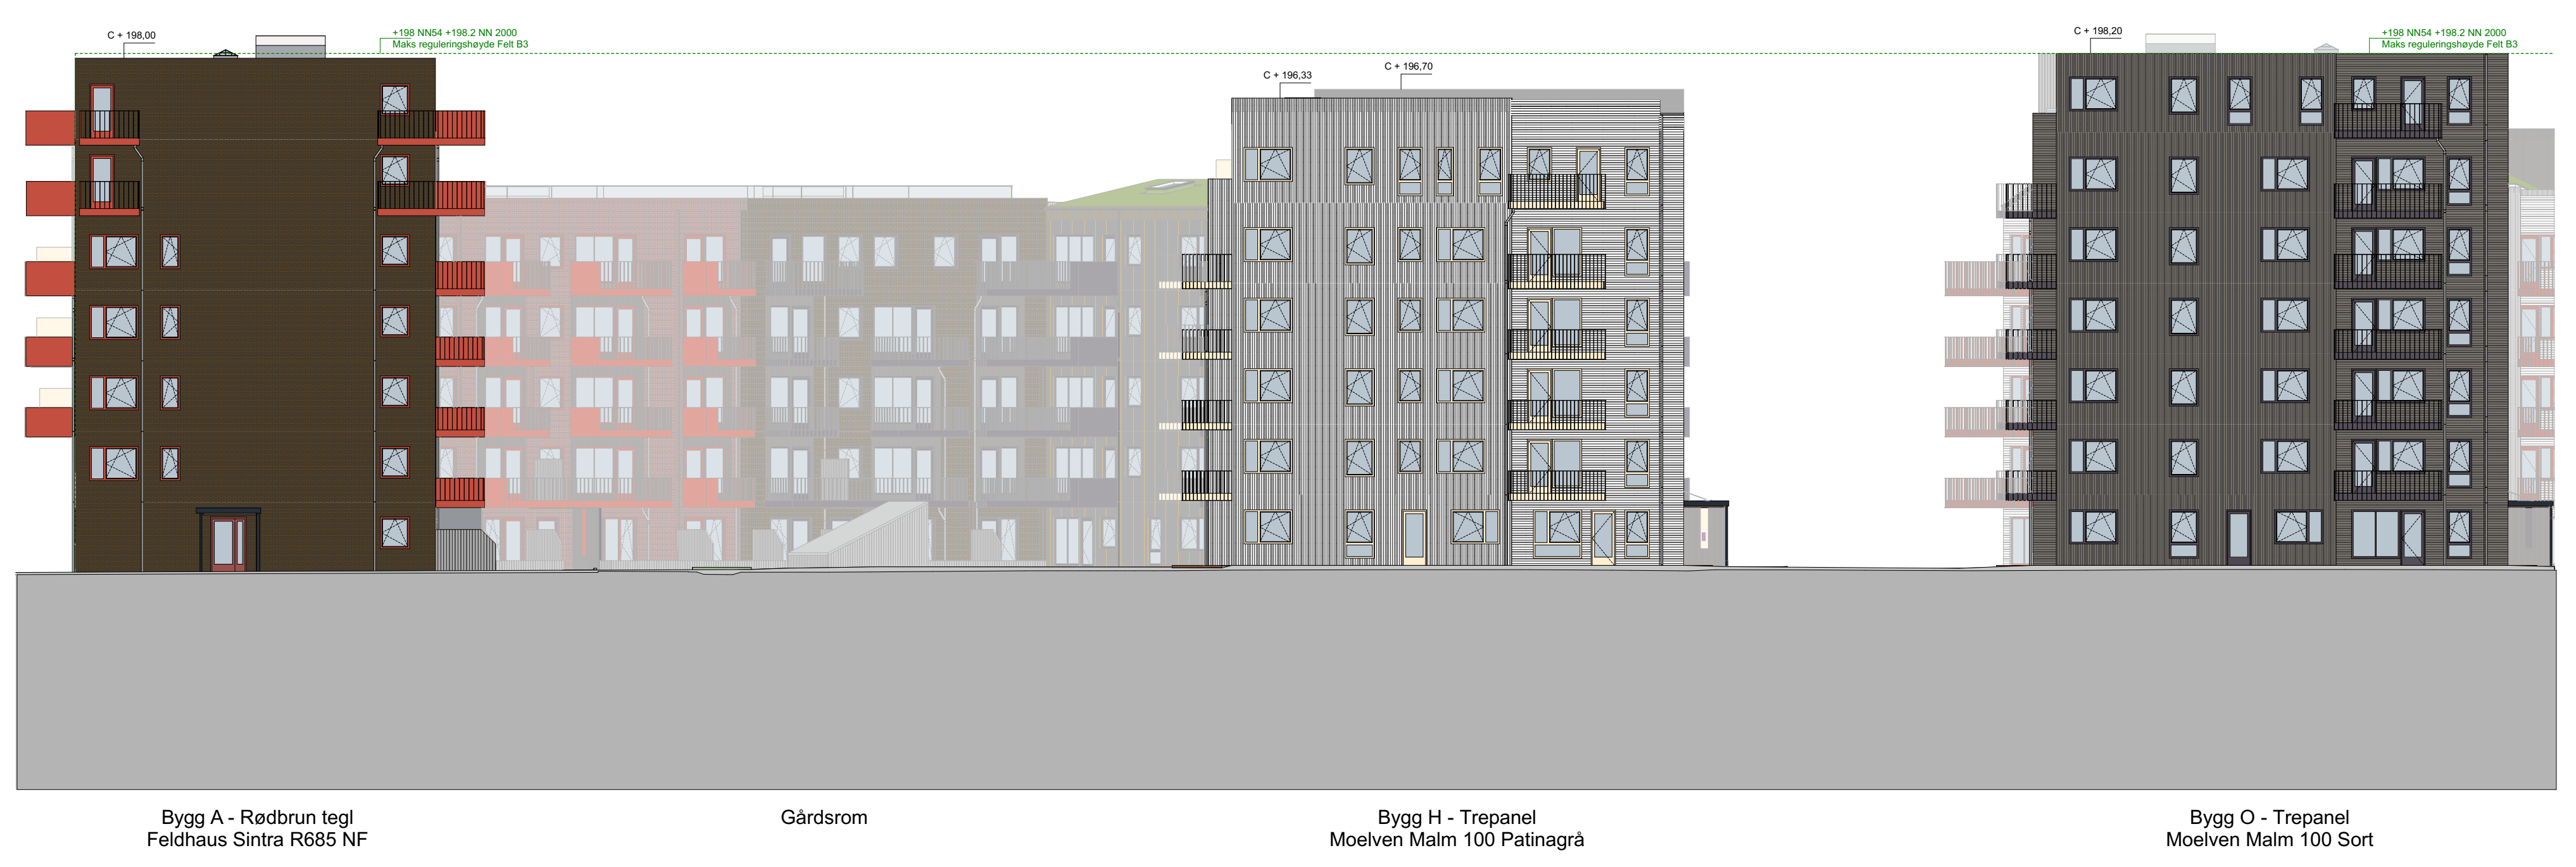 C + 198,00
+198 NN54 +198.2 NN 2000
Maks reguleringshøyde Felt B3
C + 196,33
C + 196,70
C + 198,20
+198 NN54 +198.2 NN 2000
Maks reguleringshøyde Felt B3
Bygg A - Rødbrun tegl
Feldhaus Sintra R685 NF
Gårdsrom
Bygg H - Trepanel
Moelven Malm 100 Patinagrå
Bygg O - Trepanel
Moelven Malm 100 Sort